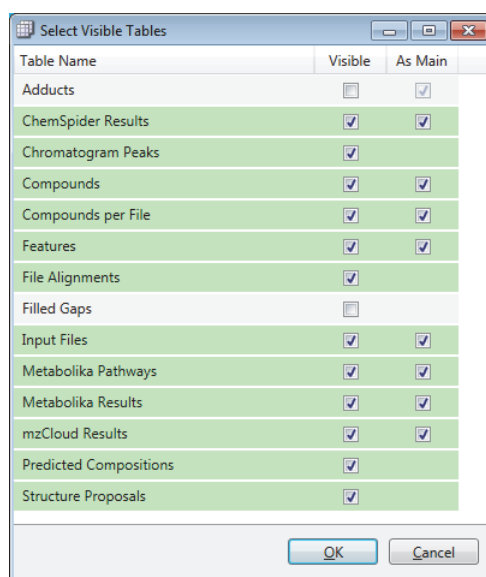 Select Visible Tables
Table Name Visible As Main
Adducts
ChemSpider Results
Chromatogram Peaks
Compounds
Compounds per File
Features
File Alignments
Filled Gaps
Input Files
Metabolika Pathways
Metabolika Results
mzCloud Results
Predicted Compositions
Structure Proposals
OK Cancel